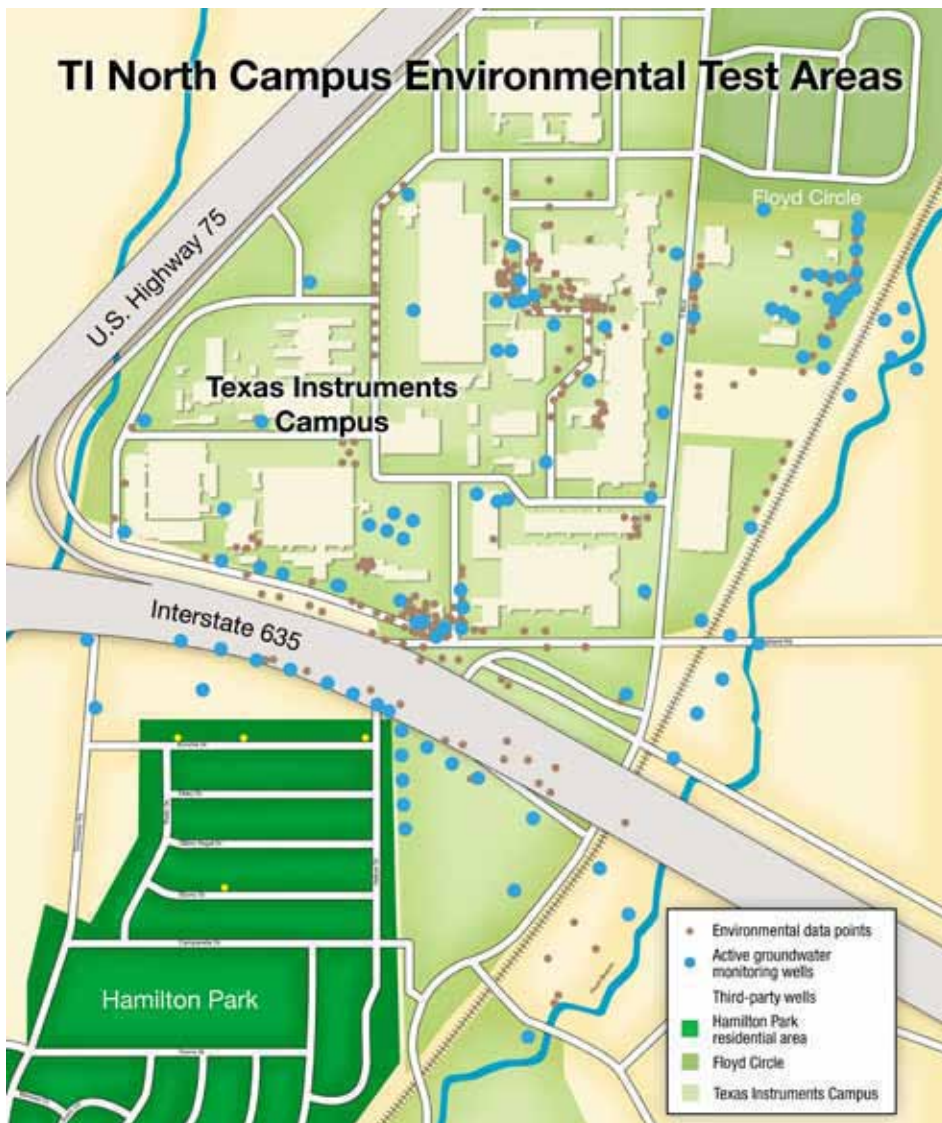 TI North Campus Environmental Test Areas
Floyd Circle
U.S. Highway 75
Texas Instruments
Campus
Interstate 635
Hamilton Park
Environmental data points
Active groundwater
monitoring wells
Third-party wells
Hamilton Park
residential area
Floyd Circle
Texas Instruments Campus